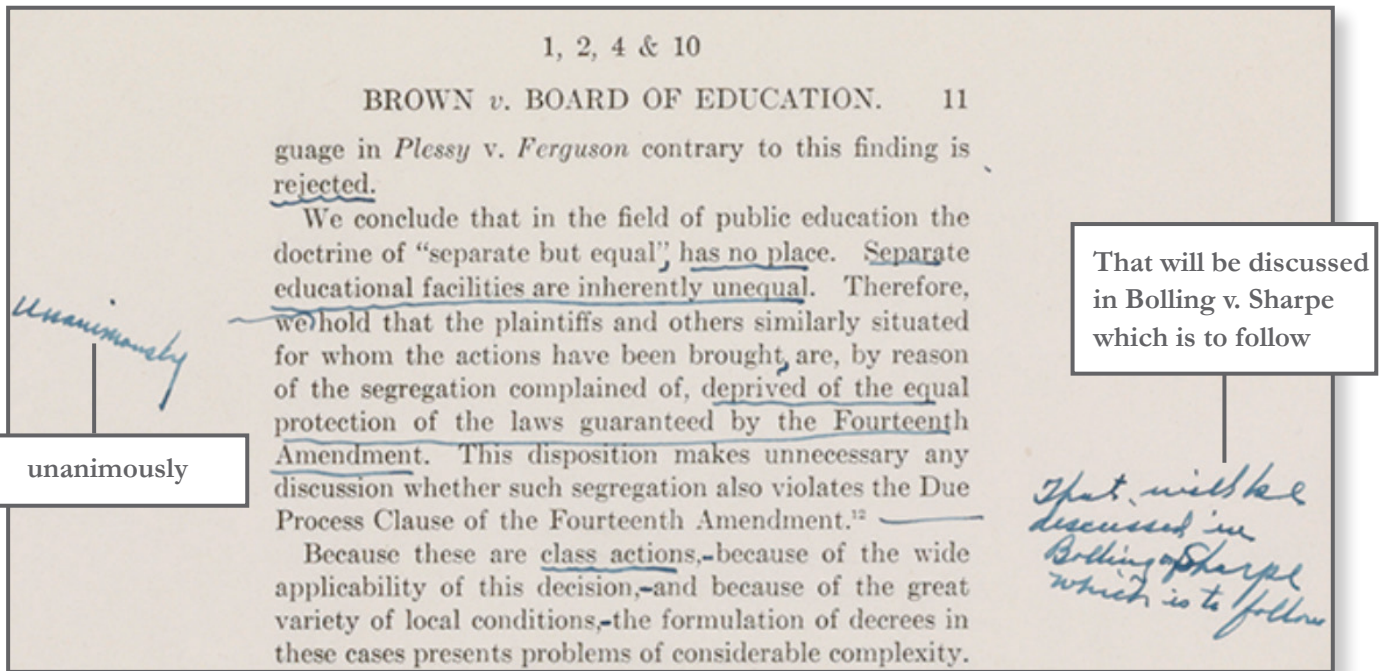 1, 2, 4 & 10
BROWN v. BOARD OF EDUCATION. 11
guage in Plessy v. Ferguson contrary to this finding is
rejected.
We conclude that in the field of public education the
doctrine of "separate but equal", has no place. Separate
educational facilities are inherently unequal. Therefore,
we hold that the plaintiffs and others similarly situated
for whom the actions have been brought, are, by reason
of the segregation complained of, deprived of the equal
protection of the laws guaranteed by the Fourteenth
Amendment. This disposition makes unnecessary any
discussion whether such segregation also violates the Due
Process Clause of the Fourteenth Amendment.¹²
Because these are class actions,-because of the wide
applicability of this decision,-and because of the great
variety of local conditions,-the formulation of decrees in
these cases presents problems of considerable complexity.
Unanimously
unanimously
That will be discussed
in Bolling v. Sharpe
which is to follow
That will be
discussed in
Bolling v Sharpe
which is to follow